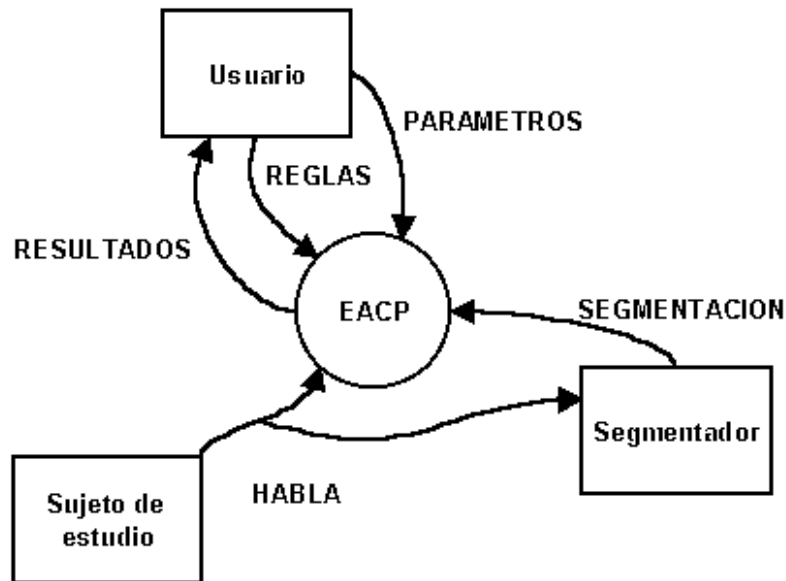 Usuario
PARAMETROS
REGLAS
RESULTADOS
EACP
SEGMENTACION
Segmentador
HABLA
Sujeto de
estudio